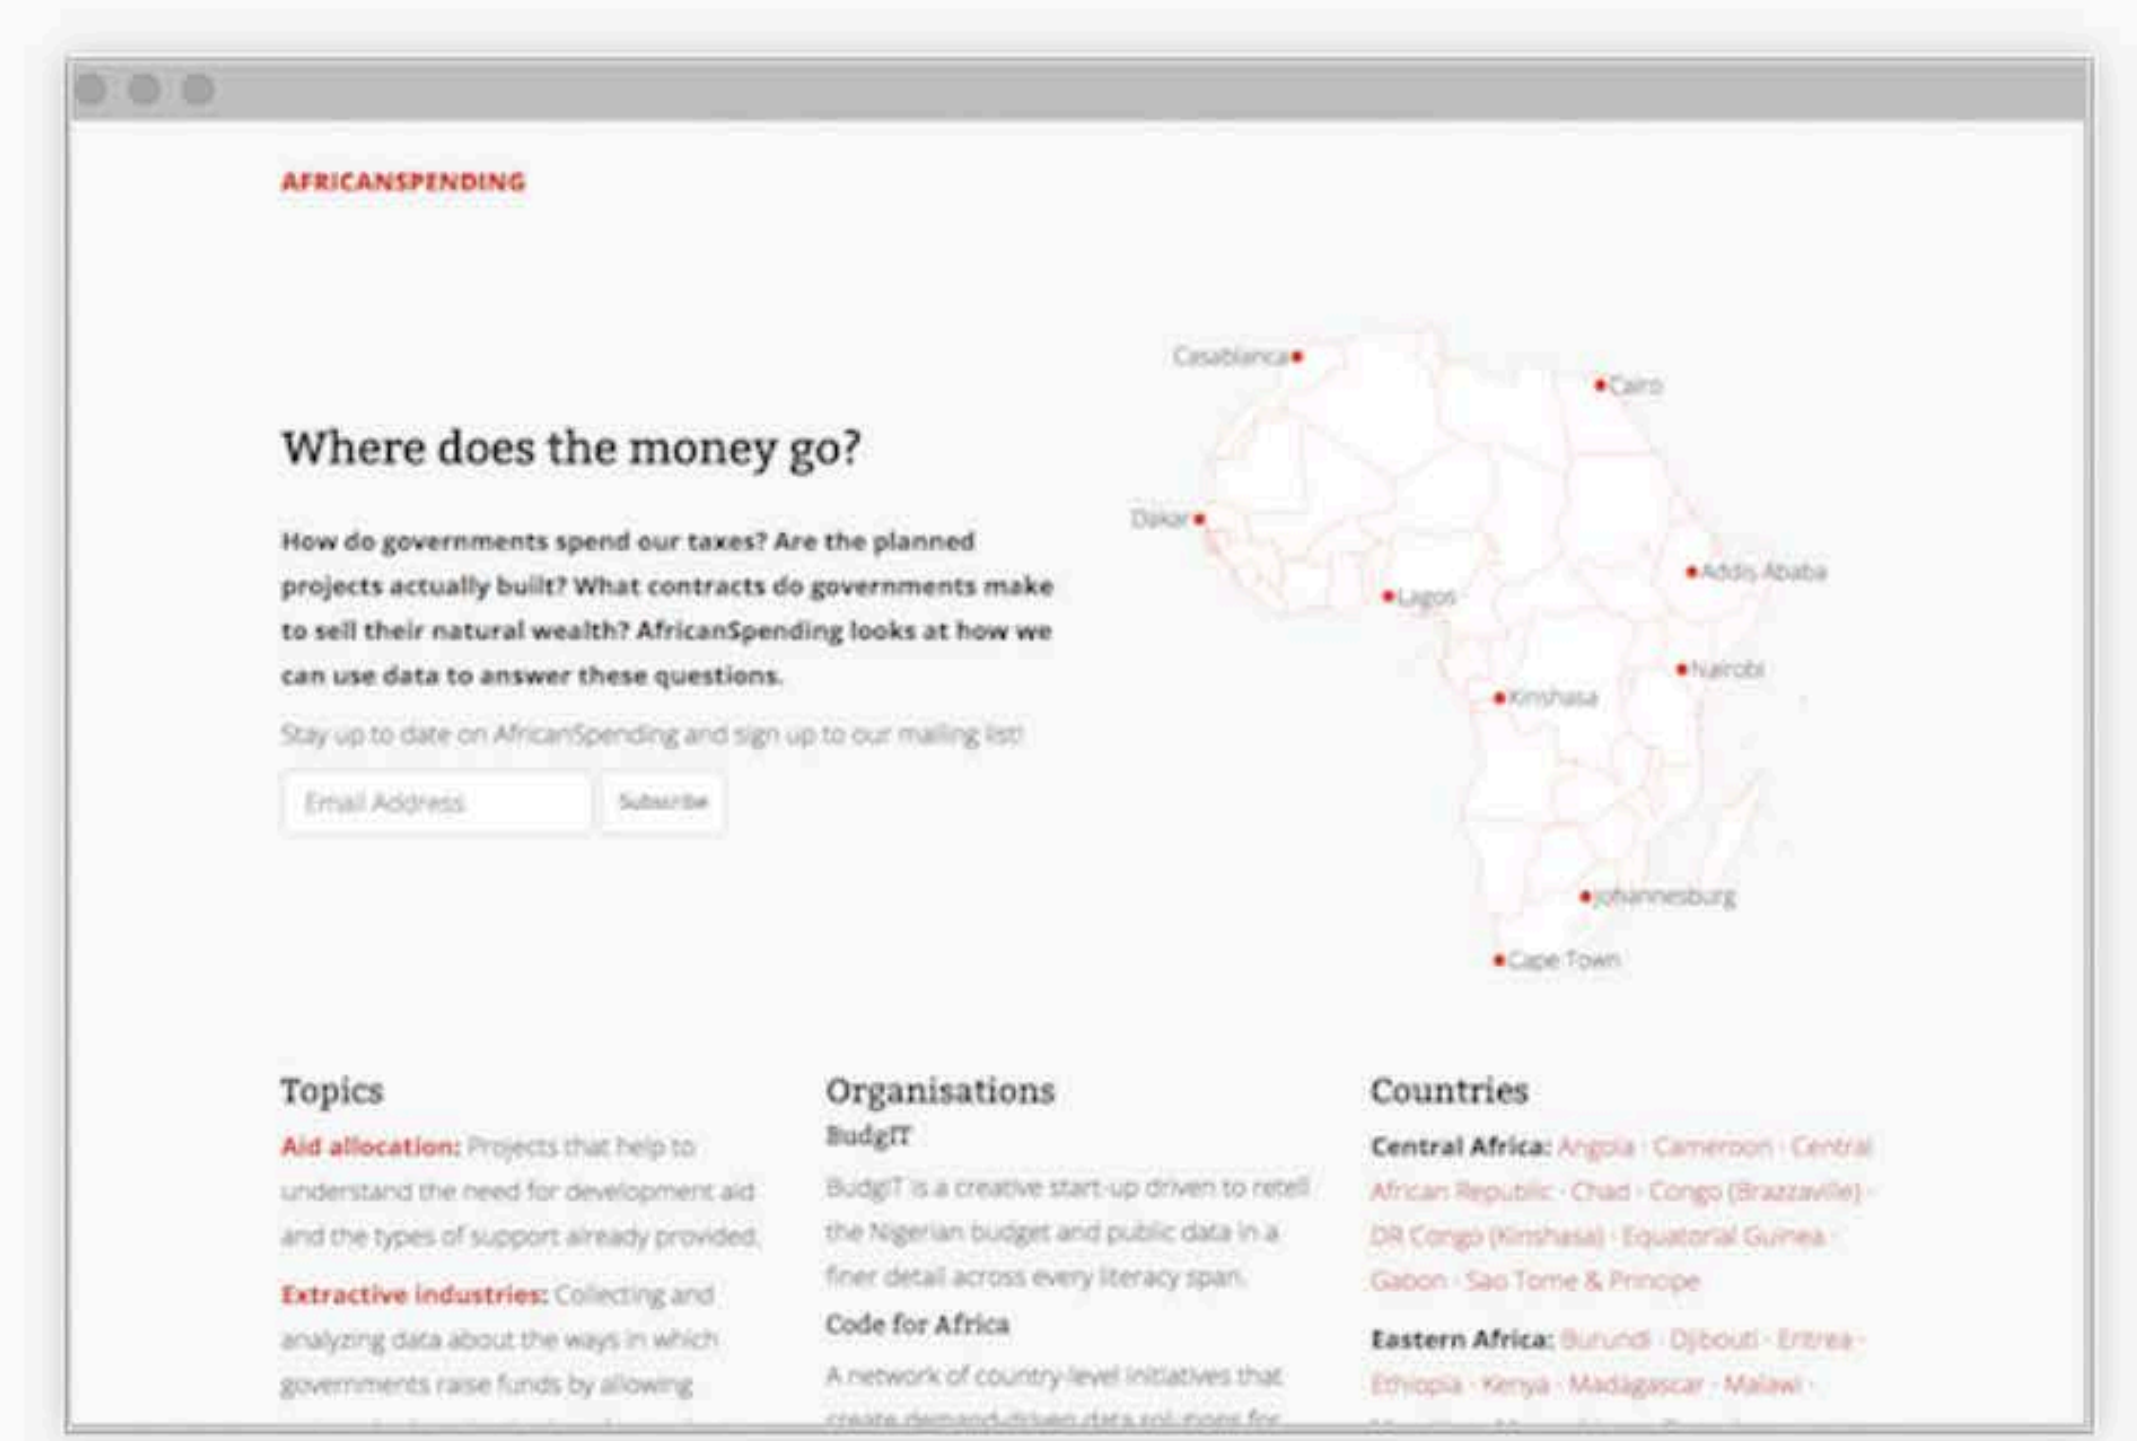 AFRICANSPENDING
Where does the money go?
How do governments spend our taxes? Are the planned
projects actually built? What contracts do governments make
to sell their natural wealth? AfricanSpending looks at how we
can use data to answer these questions.
Stay up to date on AfricanSpending and sign up to our mailing list!
Email Address
Subscribe
Casablanca
Cairo
Dakar
Addis Ababa
Lagos
Nairobi
Kinshasa
Johannesburg
Cape Town
Topics
Aid allocation: Projects that help to
understand the need for development aid
and the types of support already provided.
Extractive industries: Collecting and
analyzing data about the ways in which
governments raise funds by allowing
Organisations
BudgIT
BudgIT is a creative start-up driven to retell
the Nigerian budget and public data in a
finer detail across every literacy span.
Code for Africa
A network of country-level initiatives that
create demand-driven data solutions for
Countries
Central Africa: Angola · Cameroon · Central
African Republic · Chad · Congo (Brazzaville) ·
DR Congo (Kinshasa) · Equatorial Guinea ·
Gabon · Sao Tome & Principe
Eastern Africa: Burundi · Djibouti · Eritrea ·
Ethiopia · Kenya · Madagascar · Malawi ·